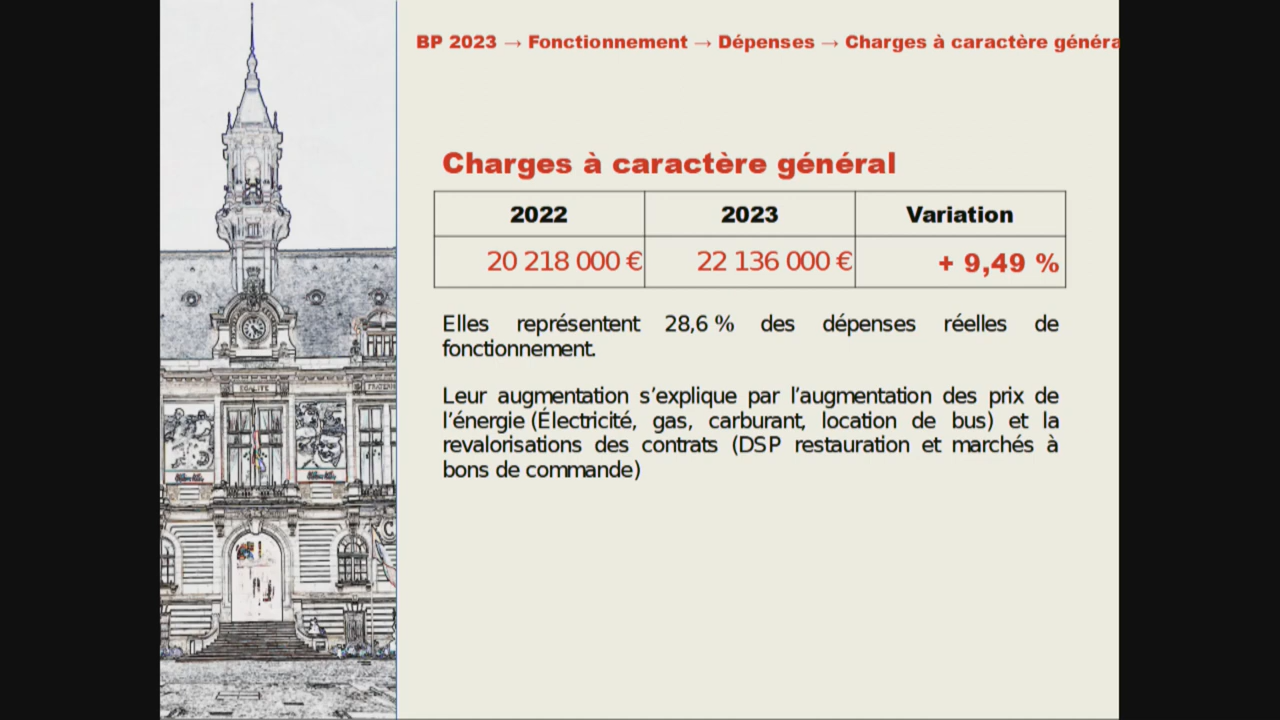 BP 2023 → Fonctionnement → Dépenses → Charges à caractère généra
Charges à caractère général
2022 2023 Variation
20 218 000 € 22 136 000 € + 9,49 %
Elles représentent 28,6 % des dépenses réelles de
fonctionnement.
Leur augmentation s’explique par l’augmentation des prix de
l’énergie (Électricité, gas, carburant, location de bus) et la
revalorisations des contrats (DSP restauration et marchés à
bons de commande)
EGALITE